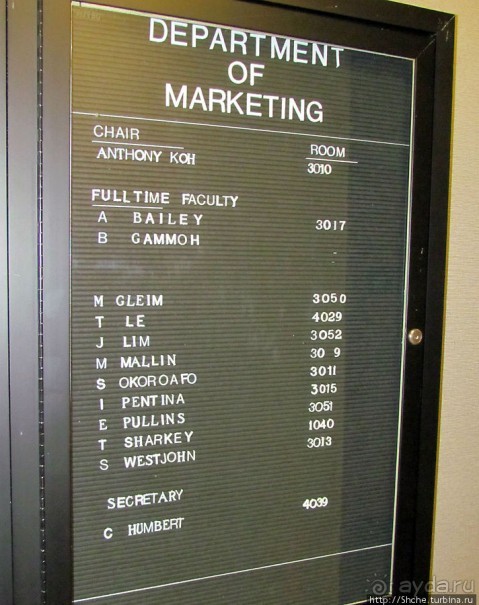 DEPARTMENT
OF
MARKETING
CHAIR ROOM
ANTHONY KOH 3010
FULLTIME FACULTY
A BAILEY 3017
B GAMMOH
M GLEIM 3050
T LE 4029
J LIM 3052
M MALLIN 30 9
S OKOROAFO 3011
I PENTINA 3015
E PULLINS 3051
T SHARKEY 1040
S WESTJOHN 3013
SECRETARY
C HUMBERT 4039
ayda.ru
http://Shche.turbina.ru